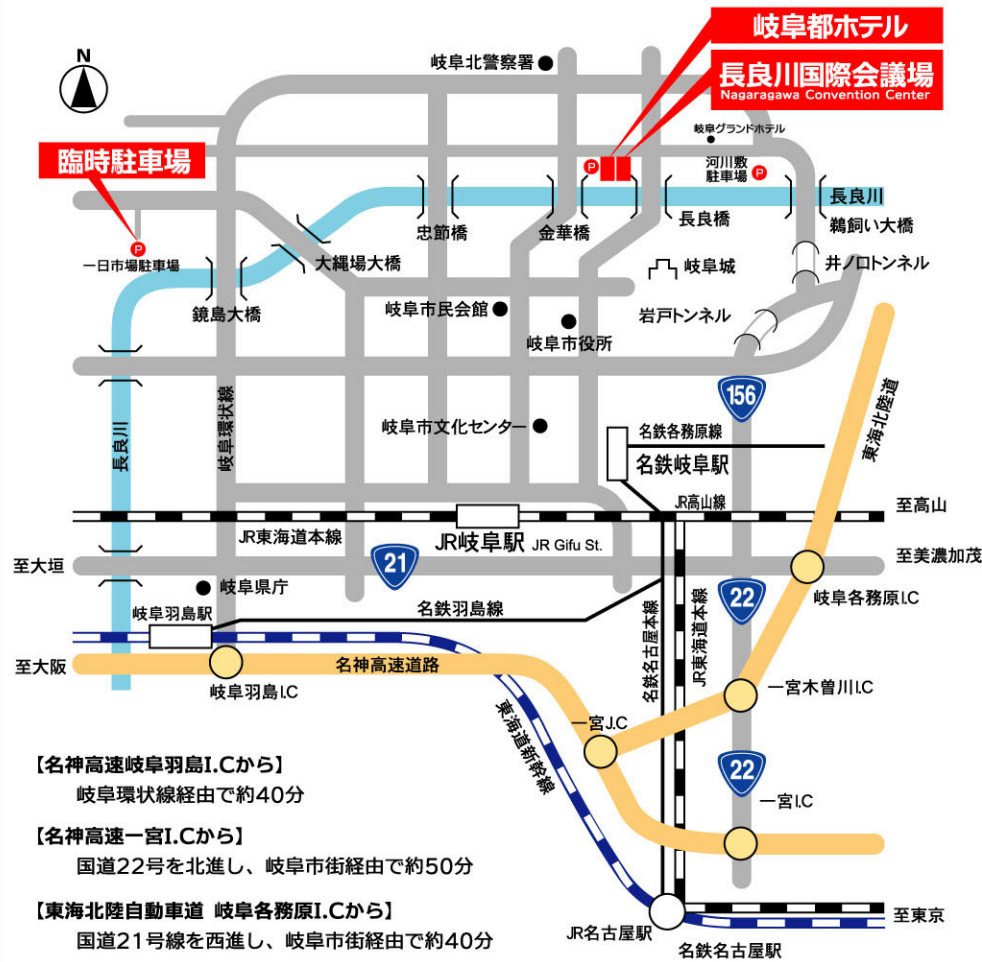 岐阜都ホテル
長良川国際会議場
Nagaragawa Convention Center
N
岐阜北警察署
岐阜グランドホテル
臨時駐車場
P
河川敷
駐車場
P
長良川
P
一日市場駐車場
忠節橋
金華橋
長良橋
鵜飼い大橋
大縄場大橋
鏡島大橋
岐阜城
井ノ口トンネル
岐阜市民会館
岐阜市役所
岩戸トンネル
156
東海北陸道
長良川
岐阜環状線
岐阜市文化センター
名鉄各務原線
名鉄岐阜駅
JR高山線
至高山
JR東海道本線
JR岐阜駅 JR Gifu St.
至大垣
21
至美濃加茂
岐阜県庁
岐阜羽島駅
名鉄羽島線
22
岐阜各務原I.C
至大阪
名神高速道路
名鉄名古屋本線
JR東海道本線
岐阜羽島I.C
一宮木曽川I.C
東海道新幹線
一宮J.C
22
一宮I.C
【名神高速岐阜羽島I.Cから】
岐阜環状線経由で約40分
【名神高速一宮I.Cから】
国道22号を北進し、岐阜市街経由で約50分
【東海北陸自動車道 岐阜各務原I.Cから】
国道21号線を西進し、岐阜市街経由で約40分
至東京
JR名古屋駅
名鉄名古屋駅